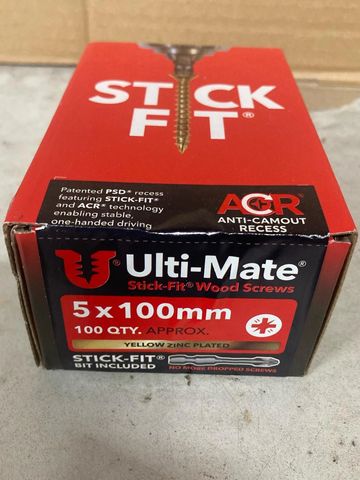 STICK
FIT®
Patented PSD® recess
featuring STICK-FIT®
and ACR® technology
enabling stable,
one-handed driving
ACR
ANTI-CAMOUT
RECESS
Ulti-Mate®
Stick-Fit® Wood Screws
5 x 100mm
100 QTY. APPROX.
YELLOW ZINC PLATED
STICK-FIT®
BIT INCLUDED
NO MORE DROPPED SCREWS